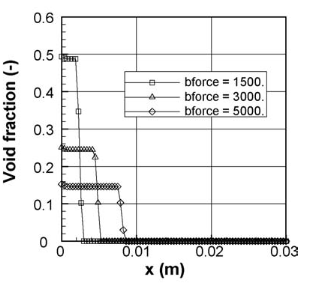 0.6
0.5
0.4
0.3
0.2
0.1
0
Void fraction (-)
bforce = 1500.
bforce = 3000.
bforce = 5000.
0
0.01
0.02
0.03
x (m)